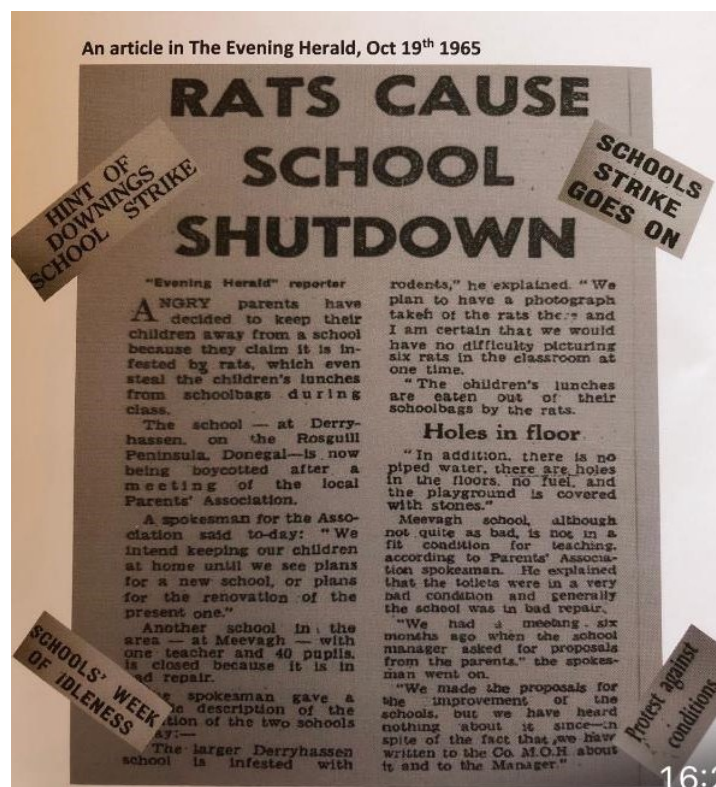 An article in The Evening Herald, Oct 19th 1965
RATS CAUSE
SCHOOL
SHUTDOWN
HINT OF
DOWNINGS
SCHOOL STRIKE
SCHOOLS
STRIKE
GOES ON
"Evening Herald" reporter
ANGRY parents have
decided to keep their
children away from a school
because they claim it is in-
fested by rats, which even
steal the children's lunches
from schoolbags during
class.
The school — at Derry-
hassen, on the Rosguill
Peninsula, Donegal—is now
being boycotted after a
meeting of the local
Parents' Association.
A spokesman for the Asso-
ciation said to-day: "We
intend keeping our children
at home until we see plans
for a new school, or plans
for the renovation of the
present one."
Another school in the
area — at Meevagh — with
one teacher and 40 pupils,
is closed because it is in
repair.
spokesman gave a
description of the
of the two schools
The larger Derryhassen
school is infested with
rodents," he explained. "We
plan to have a photograph
taken of the rats there and
I am certain that we would
have no difficulty picturing
six rats in the classroom at
one time.
"The children's lunches
are eaten out of their
schoolbags by the rats.
Holes in floor
"In addition, there is no
piped water, there are holes
in the floors, no fuel, and
the playground is covered
with stones."
Meevagh school, although
not quite as bad, is not in a
fit condition for teaching,
according to Parents' Associa-
tion spokesman. He explained
that the toilets were in a very
bad condition and generally
the school was in bad repair.
"We had a meeting six
months ago when the school
manager asked for proposals
from the parents," the spokes-
man went on.
"We made the proposals for
the improvement of the
schools, but we have heard
nothing about it since—in
spite of the fact that we have
written to the Co. M.O.H. about
it and to the Manager."
SCHOOLS' WEEK
OF IDLENESS
Protest against
conditions